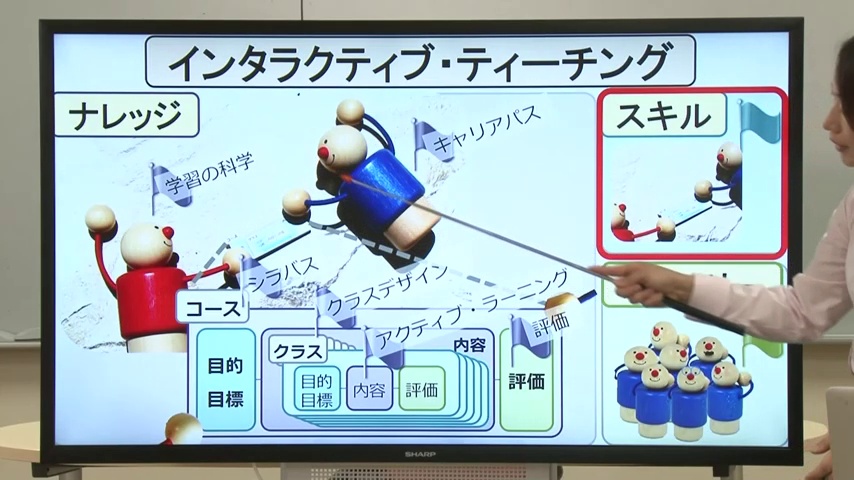 インタラクティブ・ティーチング
ナレッジ
スキル
キャリアパス
学習の科学
シラバス
クラスデザイン
アクティブ・ラーニング
評価
コース
目的
目標
クラス
内容
目的
目標
内容
評価
評価
SHARP